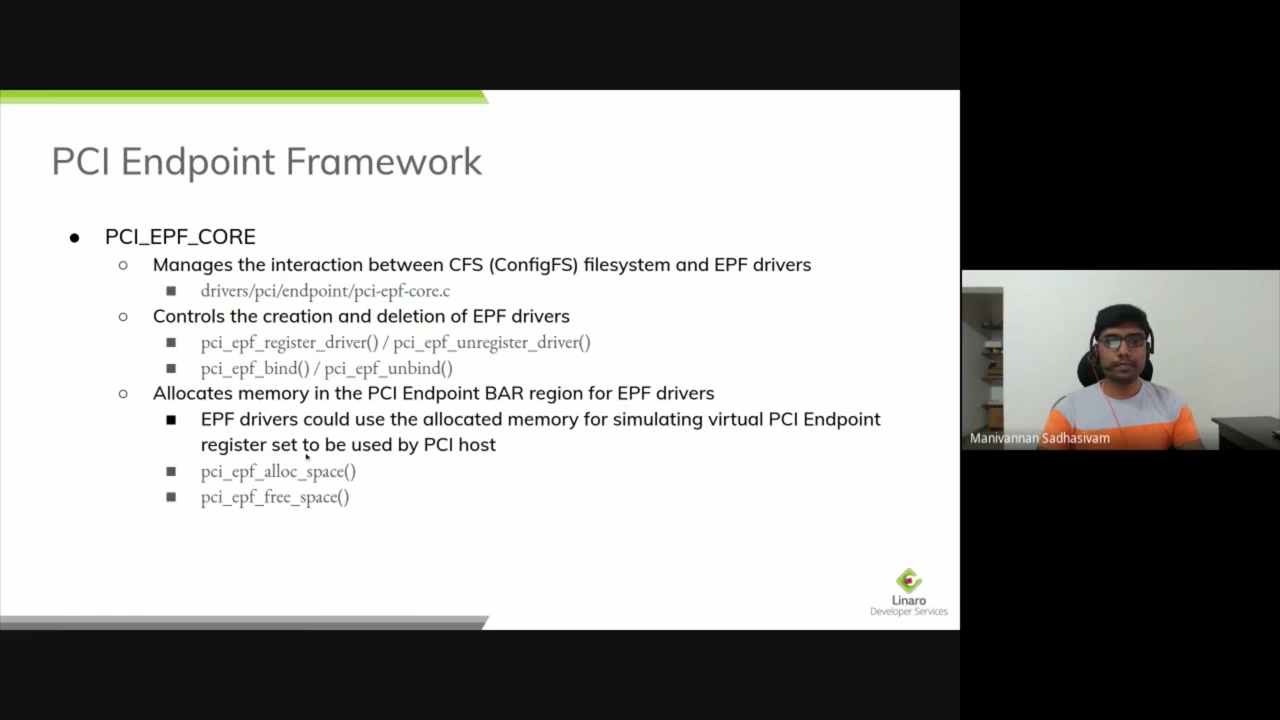 PCI Endpoint Framework
● PCI_EPF_CORE
○ Manages the interaction between CFS (ConfigFS) filesystem and EPF drivers
■ drivers/pci/endpoint/pci-epf-core.c
○ Controls the creation and deletion of EPF drivers
■ pci_epf_register_driver() / pci_epf_unregister_driver()
■ pci_epf_bind() / pci_epf_unbind()
○ Allocates memory in the PCI Endpoint BAR region for EPF drivers
■ EPF drivers could use the allocated memory for simulating virtual PCI Endpoint
register set to be used by PCI host
■ pci_epf_alloc_space()
■ pci_epf_free_space()
Linaro
Developer Services
Manivannan Sadhasivam